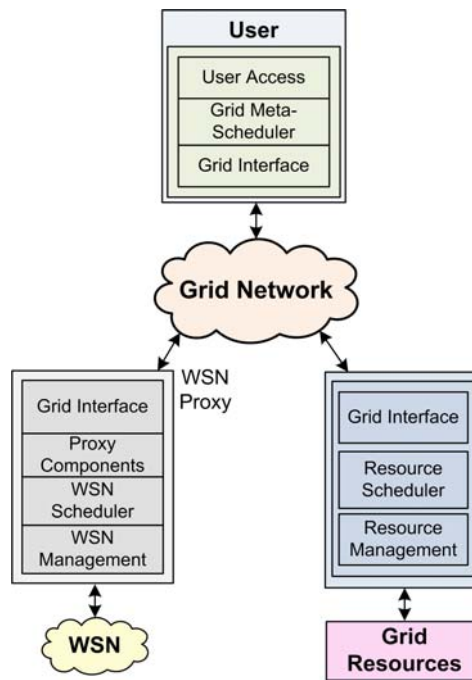 User
User Access
Grid Meta-
Scheduler
Grid Interface
Grid Network
WSN
Proxy
Grid Interface
Proxy
Components
WSN
Scheduler
WSN
Management
WSN
Grid Interface
Resource
Scheduler
Resource
Management
Grid
Resources